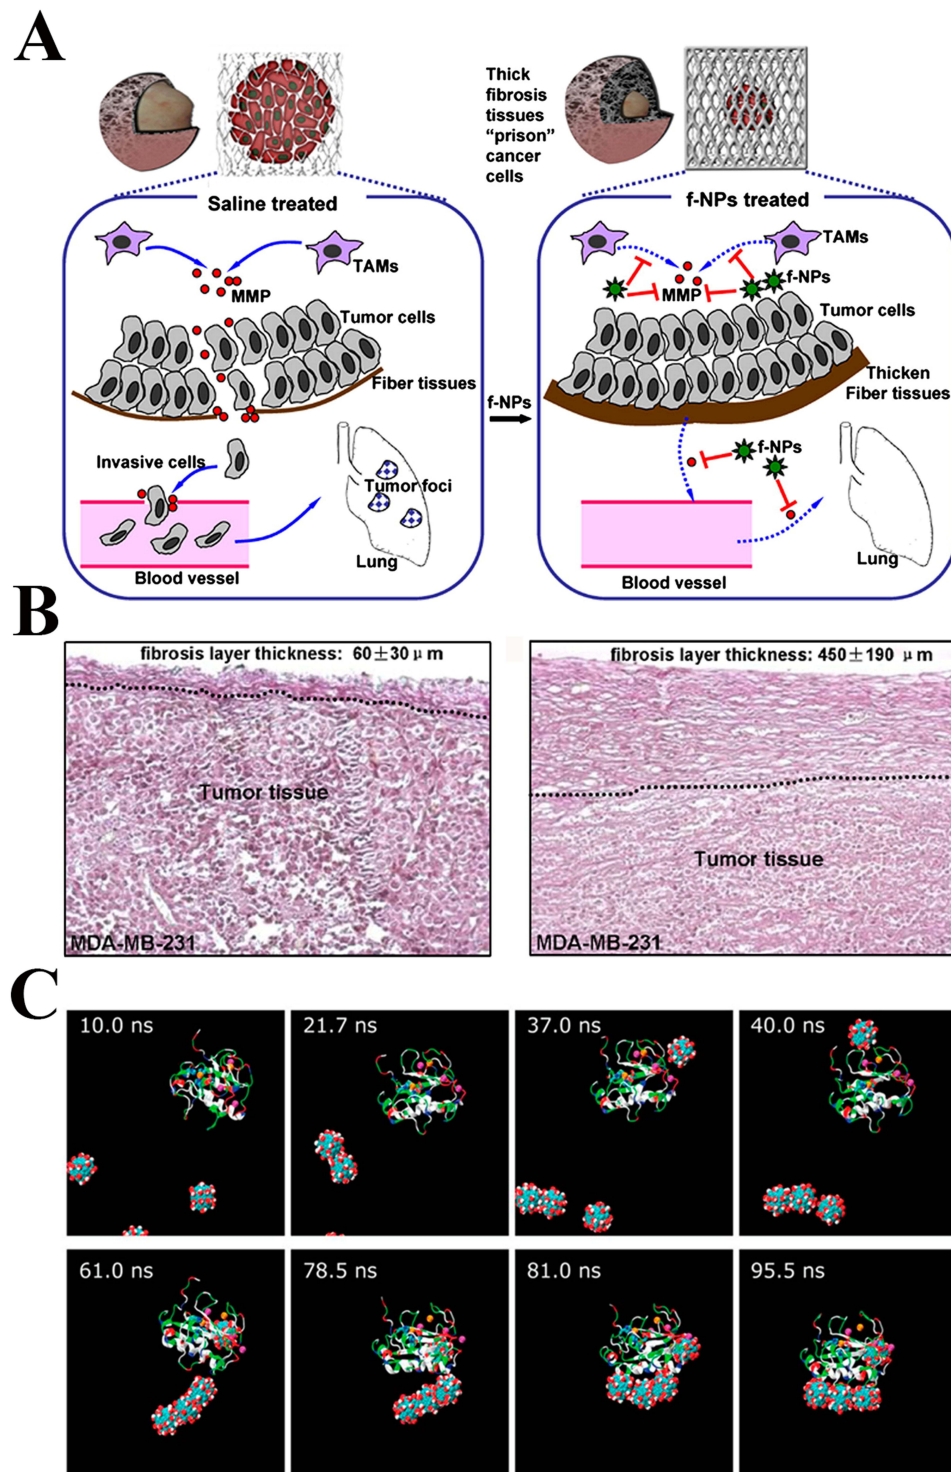 A
Thick
fibrosis
tissues
“prison”
cancer
cells
Saline treated
TAMs
MMP
Tumor cells
Fiber tissues
Invasive cells
Tumor foci
Blood vessel
Lung
f-NPs
f-NPs treated
TAMs
f-NPs
MMP
Tumor cells
Thicken
Fiber tissues
f-NPs
Blood vessel
Lung
B
fibrosis layer thickness: 60±30 μm
Tumor tissue
MDA-MB-231
fibrosis layer thickness: 450±190 μm
Tumor tissue
MDA-MB-231
C
10.0 ns
21.7 ns
37.0 ns
40.0 ns
61.0 ns
78.5 ns
81.0 ns
95.5 ns